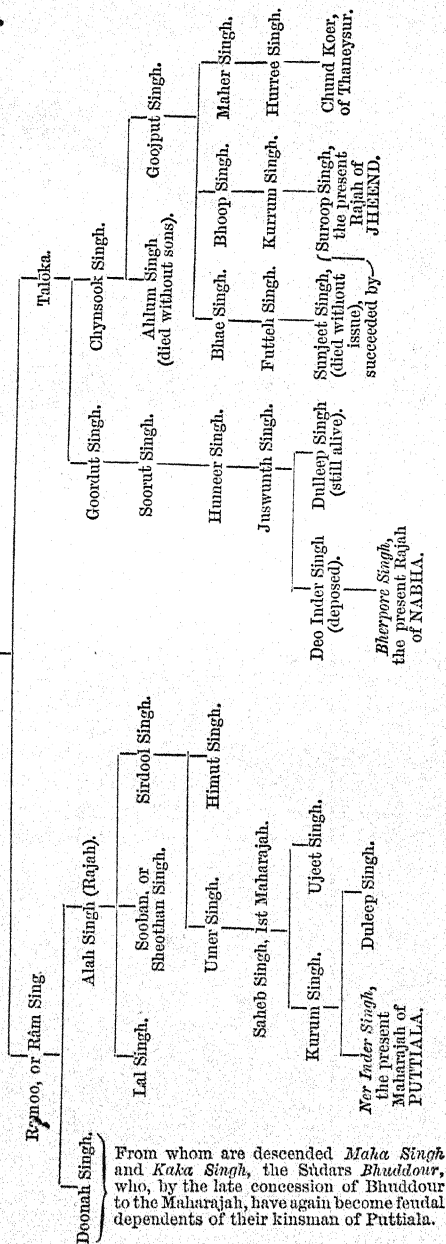 Ramoo, or Râm Sing.
Talōka.
Doonah Singh.
Alah Singh (Rajah).
Goordut Singh.
Chynsook Singh.
From whom are descended Maha Singh
and Kaka Singh, the Sùdars Bhuddour,
who, by the late concession of Bhuddour
to the Maharajah, have again become feudal
dependents of their kinsman of Puttiala.
Lal Singh.
Sooban, or
Sheothan Singh.
Sirdool Singh.
Soorut Singh.
Ahlum Singh
(died without sons).
Goojput Singh.
Umer Singh.
Himut Singh.
Humeer Singh.
Bhae Singh.
Bhoop Singh.
Maher Singh.
Saheb Singh, 1st Maharajah.
Juswunth Singh.
Futteh Singh.
Kurrum Singh.
Hurree Singh.
Kurum Singh.
Ujeet Singh.
Deo Inder Singh
(deposed).
Dulleep Singh
(still alive).
Sunjeet Singh,
(died without
issue),
succeeded by
Suroop Singh,
the present
Rajah of
JHEEND.
Chund Koer,
of Thaneysur.
Ner Inder Singh,
the present
Maharajah of
PUTTIALA.
Duleep Singh.
Bherpore Singh,
the present Rajah
of NABHA.